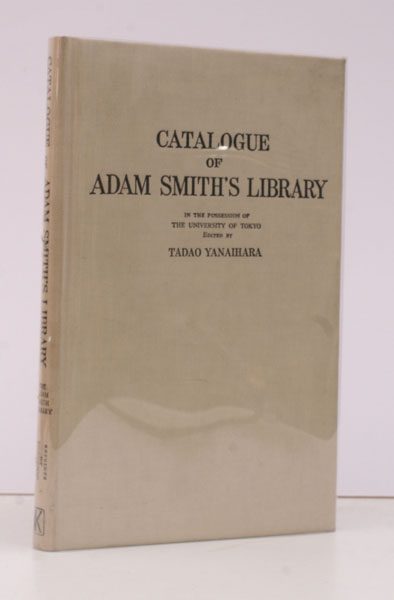 CATALOGUE
OF
ADAM SMITH'S LIBRARY
IN THE POSSESSION OF
THE UNIVERSITY OF TOKYO
EDITED BY
TADAO YANAIHARA
CATALOGUE OF ADAM SMITH'S LIBRARY
K